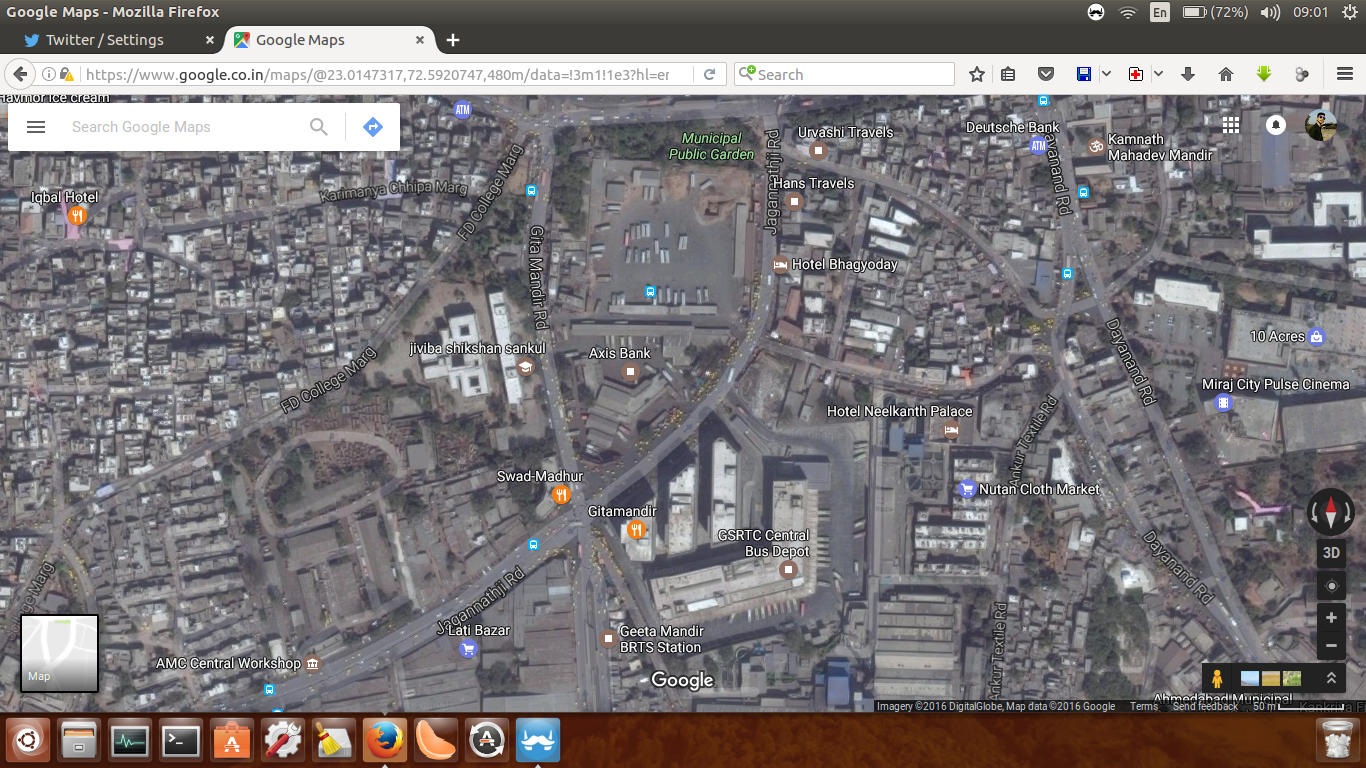 Google Maps - Mozilla Firefox
En
(72%)
09:01
Twitter / Settings
Google Maps
https://www.google.co.in/maps/@23.0147317,72.5920747,480m/data=!3m1!1e3?hl=er
Search
Havmor Ice cream
Search Google Maps
ATM
Municipal
Public Garden
Jagannathji Rd
Urvashi Travels
Deutsche Bank
ATM
Kamnath
Mahadev Mandir
Dayanand Rd
Iqbal Hotel
Karimanya Chhipa Marg
FD College Marg
Hans Travels
Gita Mandir Rd
Hotel Bhagyoday
jiviba shikshan sankul
Axis Bank
10 Acres
Dayanand Rd
FD College Marg
Miraj City Pulse Cinema
Hotel Neelkanth Palace
Ankur Textile Rd
Swad-Madhur
Nutan Cloth Market
Gitamandir
GSRTC Central
Bus Depot
3D
Dayanand Rd
ge Marg
Jagannathji Rd
Lati Bazar
Geeta Mandir
BRTS Station
Ankur Textile Rd
AMC Central Workshop
Map
Google
Ahmedabad Municipal
Imagery ©2016 DigitalGlobe, Map data ©2016 Google
Terms
Send feedback
50 m